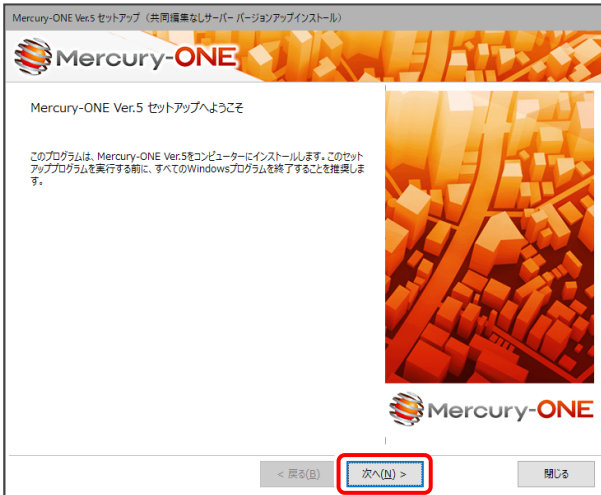 Mercury-ONE Ver.5 セットアップ（共同編集なしサーバー バージョンアップインストール）
Mercury-ONE
Mercury-ONE Ver.5 セットアップへようこそ
このプログラムは、Mercury-ONE Ver.5をコンピューターにインストールします。このセット
アッププログラムを実行する前に、すべてのWindowsプログラムを終了することを推奨しま
す。
Mercury-ONE
< 戻る(B)
次へ(N) >
閉じる